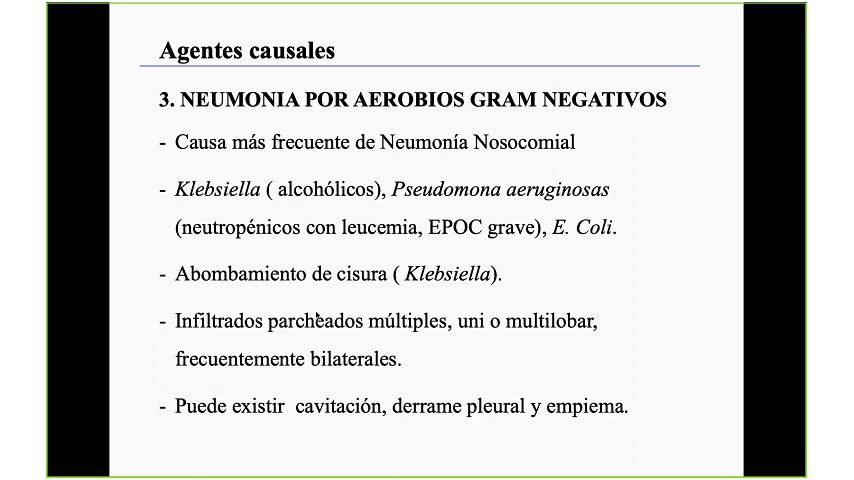 Agentes causales
3. NEUMONIA POR AEROBIOS GRAM NEGATIVOS
- Causa más frecuente de Neumonía Nosocomial
- Klebsiella ( alcohólicos), Pseudomona aeruginosas
(neutropénicos con leucemia, EPOC grave), E. Coli.
- Abombamiento de cisura ( Klebsiella).
- Infiltrados parcheados múltiples, uni o multilobar,
frecuentemente bilaterales.
- Puede existir cavitación, derrame pleural y empiema.